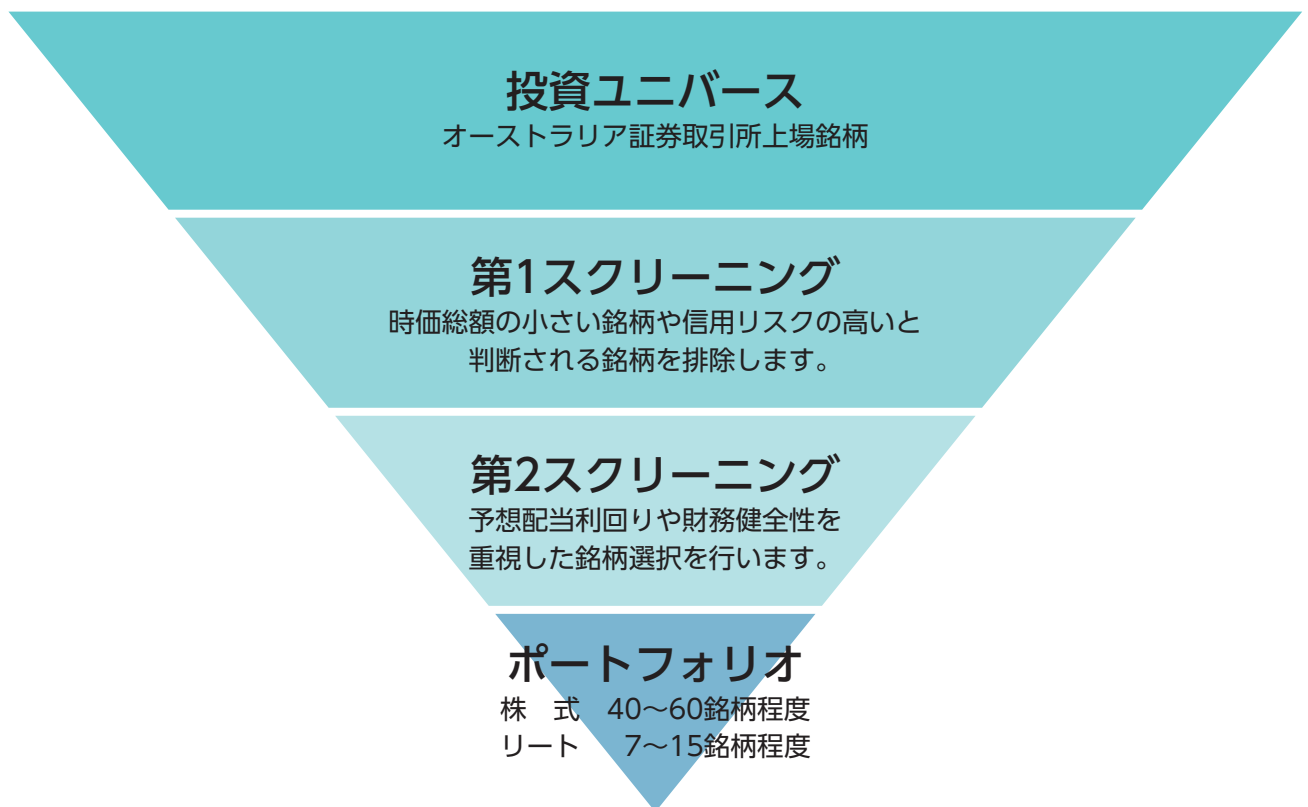 投資ユニバース
オーストラリア証券取引所上場銘柄
第1スクリーニング
時価総額の小さい銘柄や信用リスクの高いと
判断される銘柄を排除します。
第2スクリーニング
予想配当利回りや財務健全性を
重視した銘柄選択を行います。
ポートフォリオ
株　式　40～60銘柄程度
リート　7～15銘柄程度